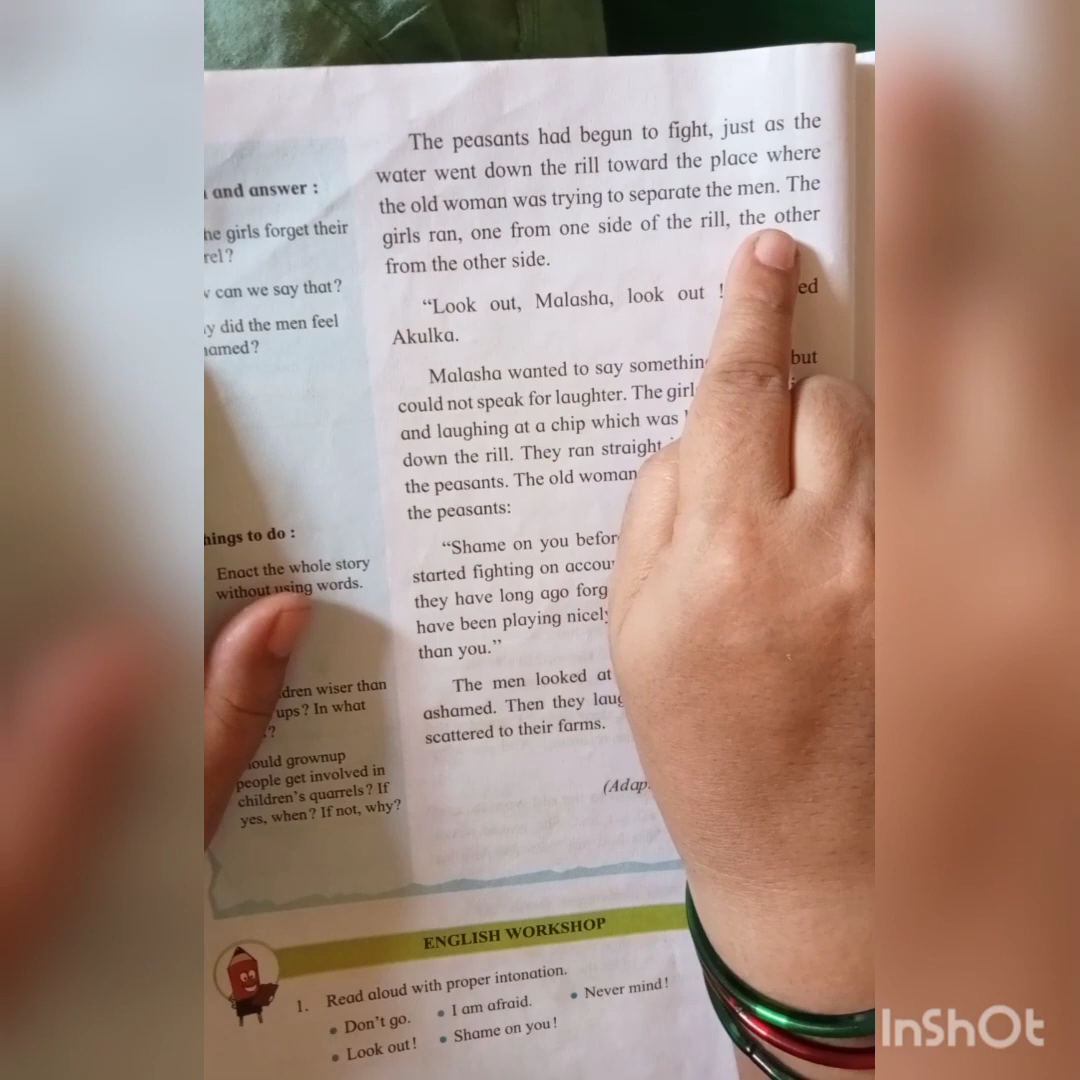 and answer :
he girls forget their
rel?
can we say that?
y did the men feel
amed?
hings to do :
Enact the whole story
without using words.
dren wiser than
ups? In what
?
ould grownup
people get involved in
children's quarrels? If
yes, when? If not, why?
The peasants had begun to fight, just as the
water went down the rill toward the place where
the old woman was trying to separate the men. The
girls ran, one from one side of the rill, the other
from the other side.
“Look out, Malasha, look out ! ed
Akulka.
Malasha wanted to say somethin but
could not speak for laughter. The girl
and laughing at a chip which was
down the rill. They ran straight
the peasants. The old woman
the peasants:
“Shame on you befor
started fighting on accou
they have long ago forg
have been playing nicely
than you.”
The men looked at
ashamed. Then they laug
scattered to their farms.
(Adap
ENGLISH WORKSHOP
1. Read aloud with proper intonation.
• Don't go. • I am afraid. • Never mind!
• Look out! • Shame on you!
InShOt